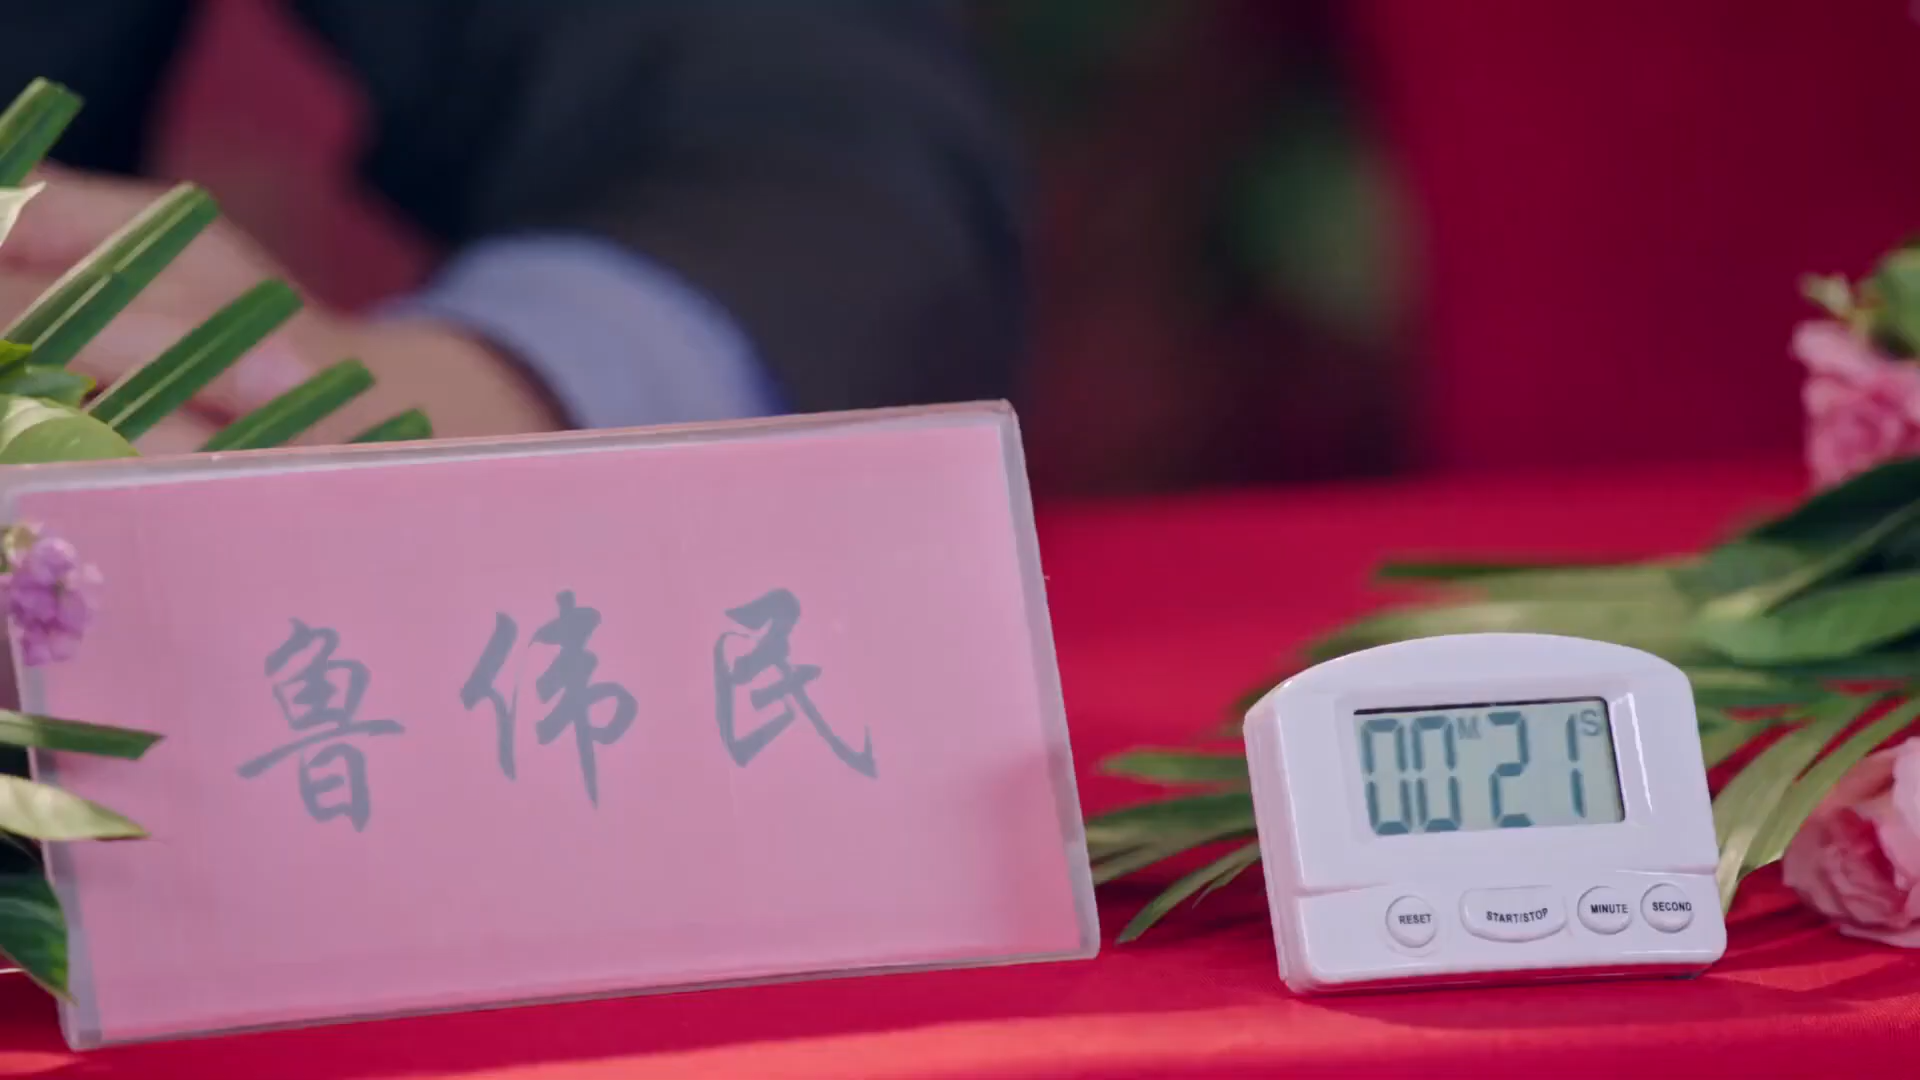 鲁伟民
00M21S
RESET START/STOP MINUTE SECOND